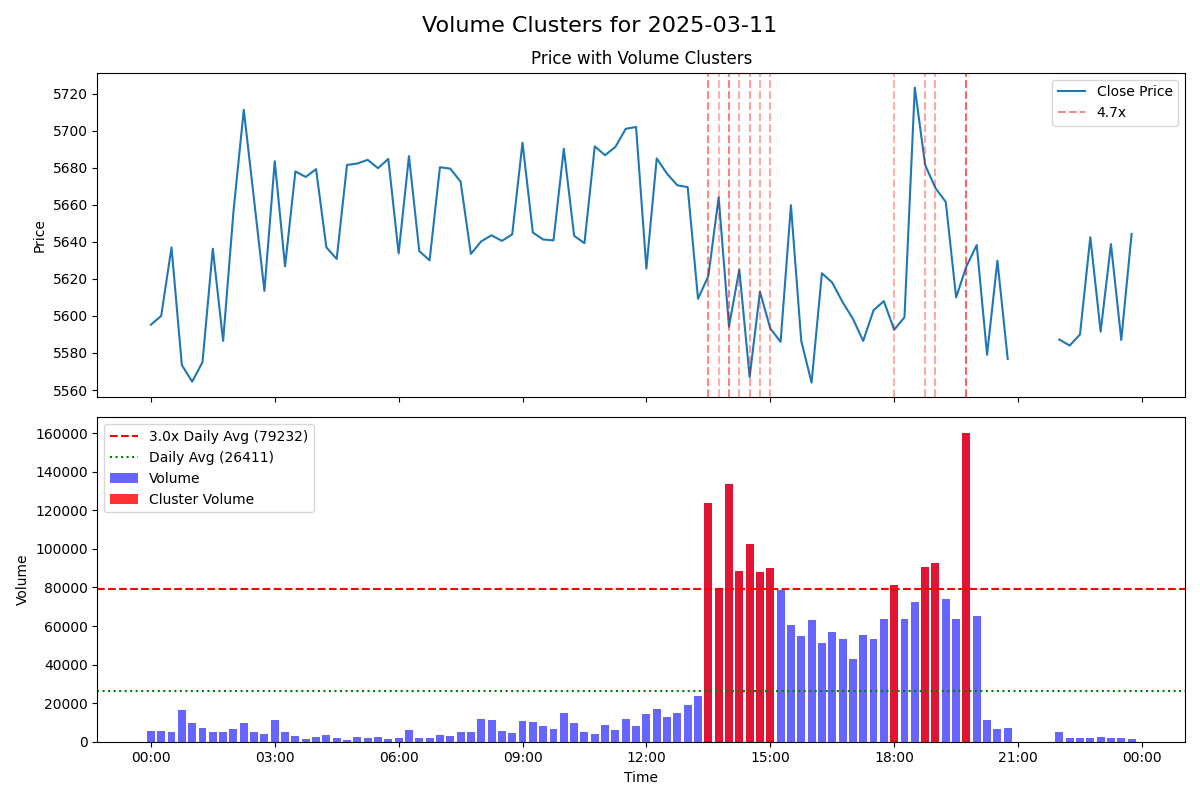 Volume Clusters for 2025-03-11
Price with Volume Clusters
Price
5720
5700
5680
5660
5640
5620
5600
5580
5560
Close Price
4.7x
Volume
160000
140000
120000
100000
80000
60000
40000
20000
0
3.0x Daily Avg (79232)
Daily Avg (26411)
Volume
Cluster Volume
00:00 03:00 06:00 09:00 12:00 15:00 18:00 21:00 00:00
Time